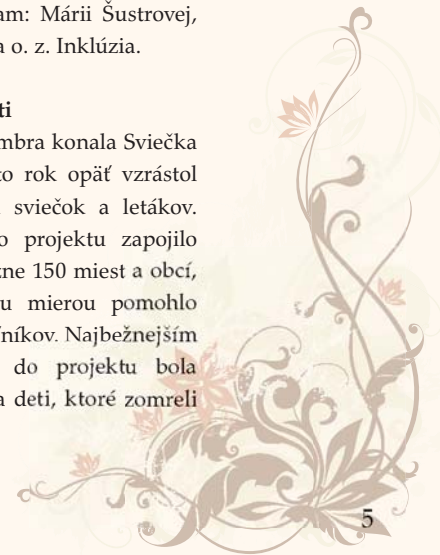 am: Márii Šustrovej,
a o. z. Inklúzia.
ti
mbra konala Sviečka
to rok opäť vzrástol
sviečok a letákov.
o projektu zapojilo
ne 150 miest a obcí,
u mierou pomohlo
níkov. Najbežnejším
do projektu bola
a deti, ktoré zomreli
5